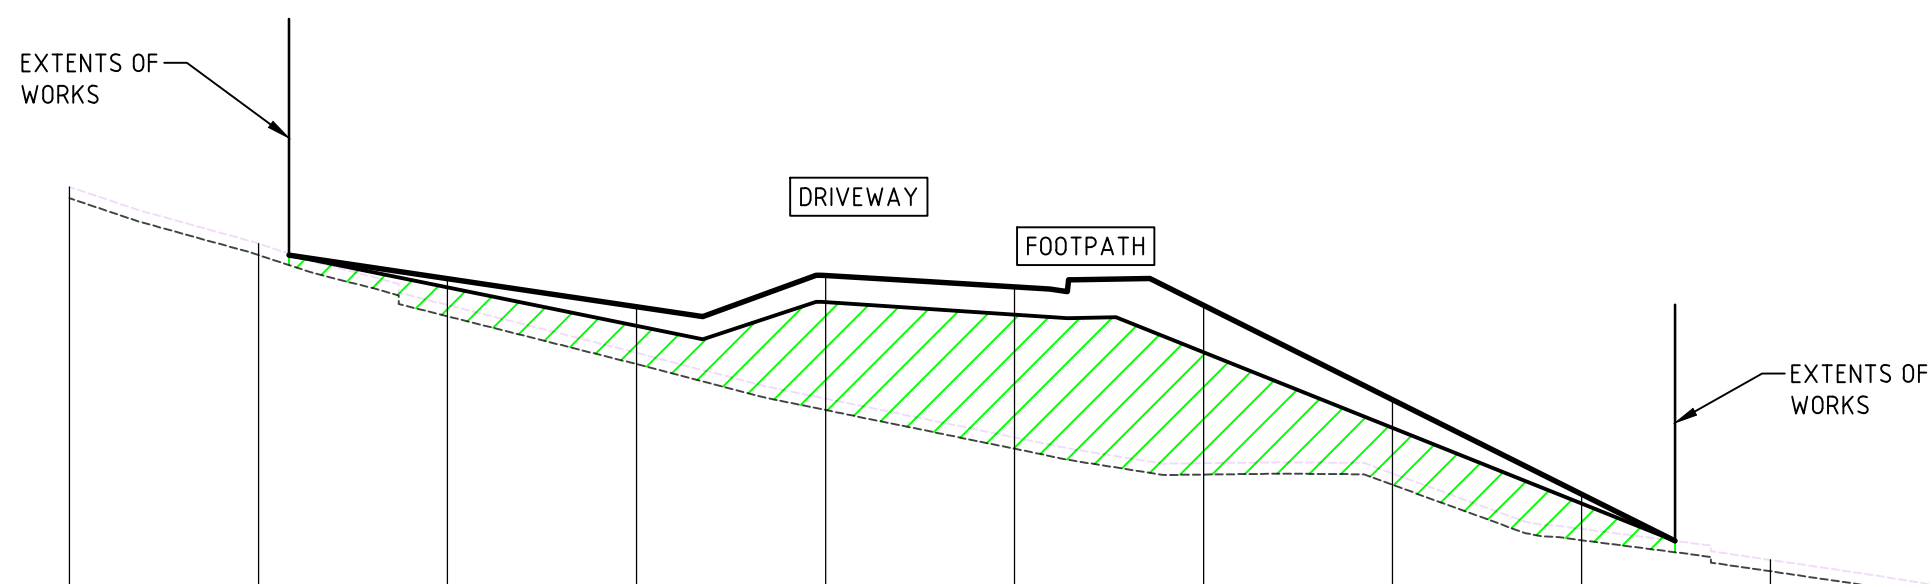 EXTENTS OF
WORKS
DRIVEWAY
FOOTPATH
EXTENTS OF
WORKS